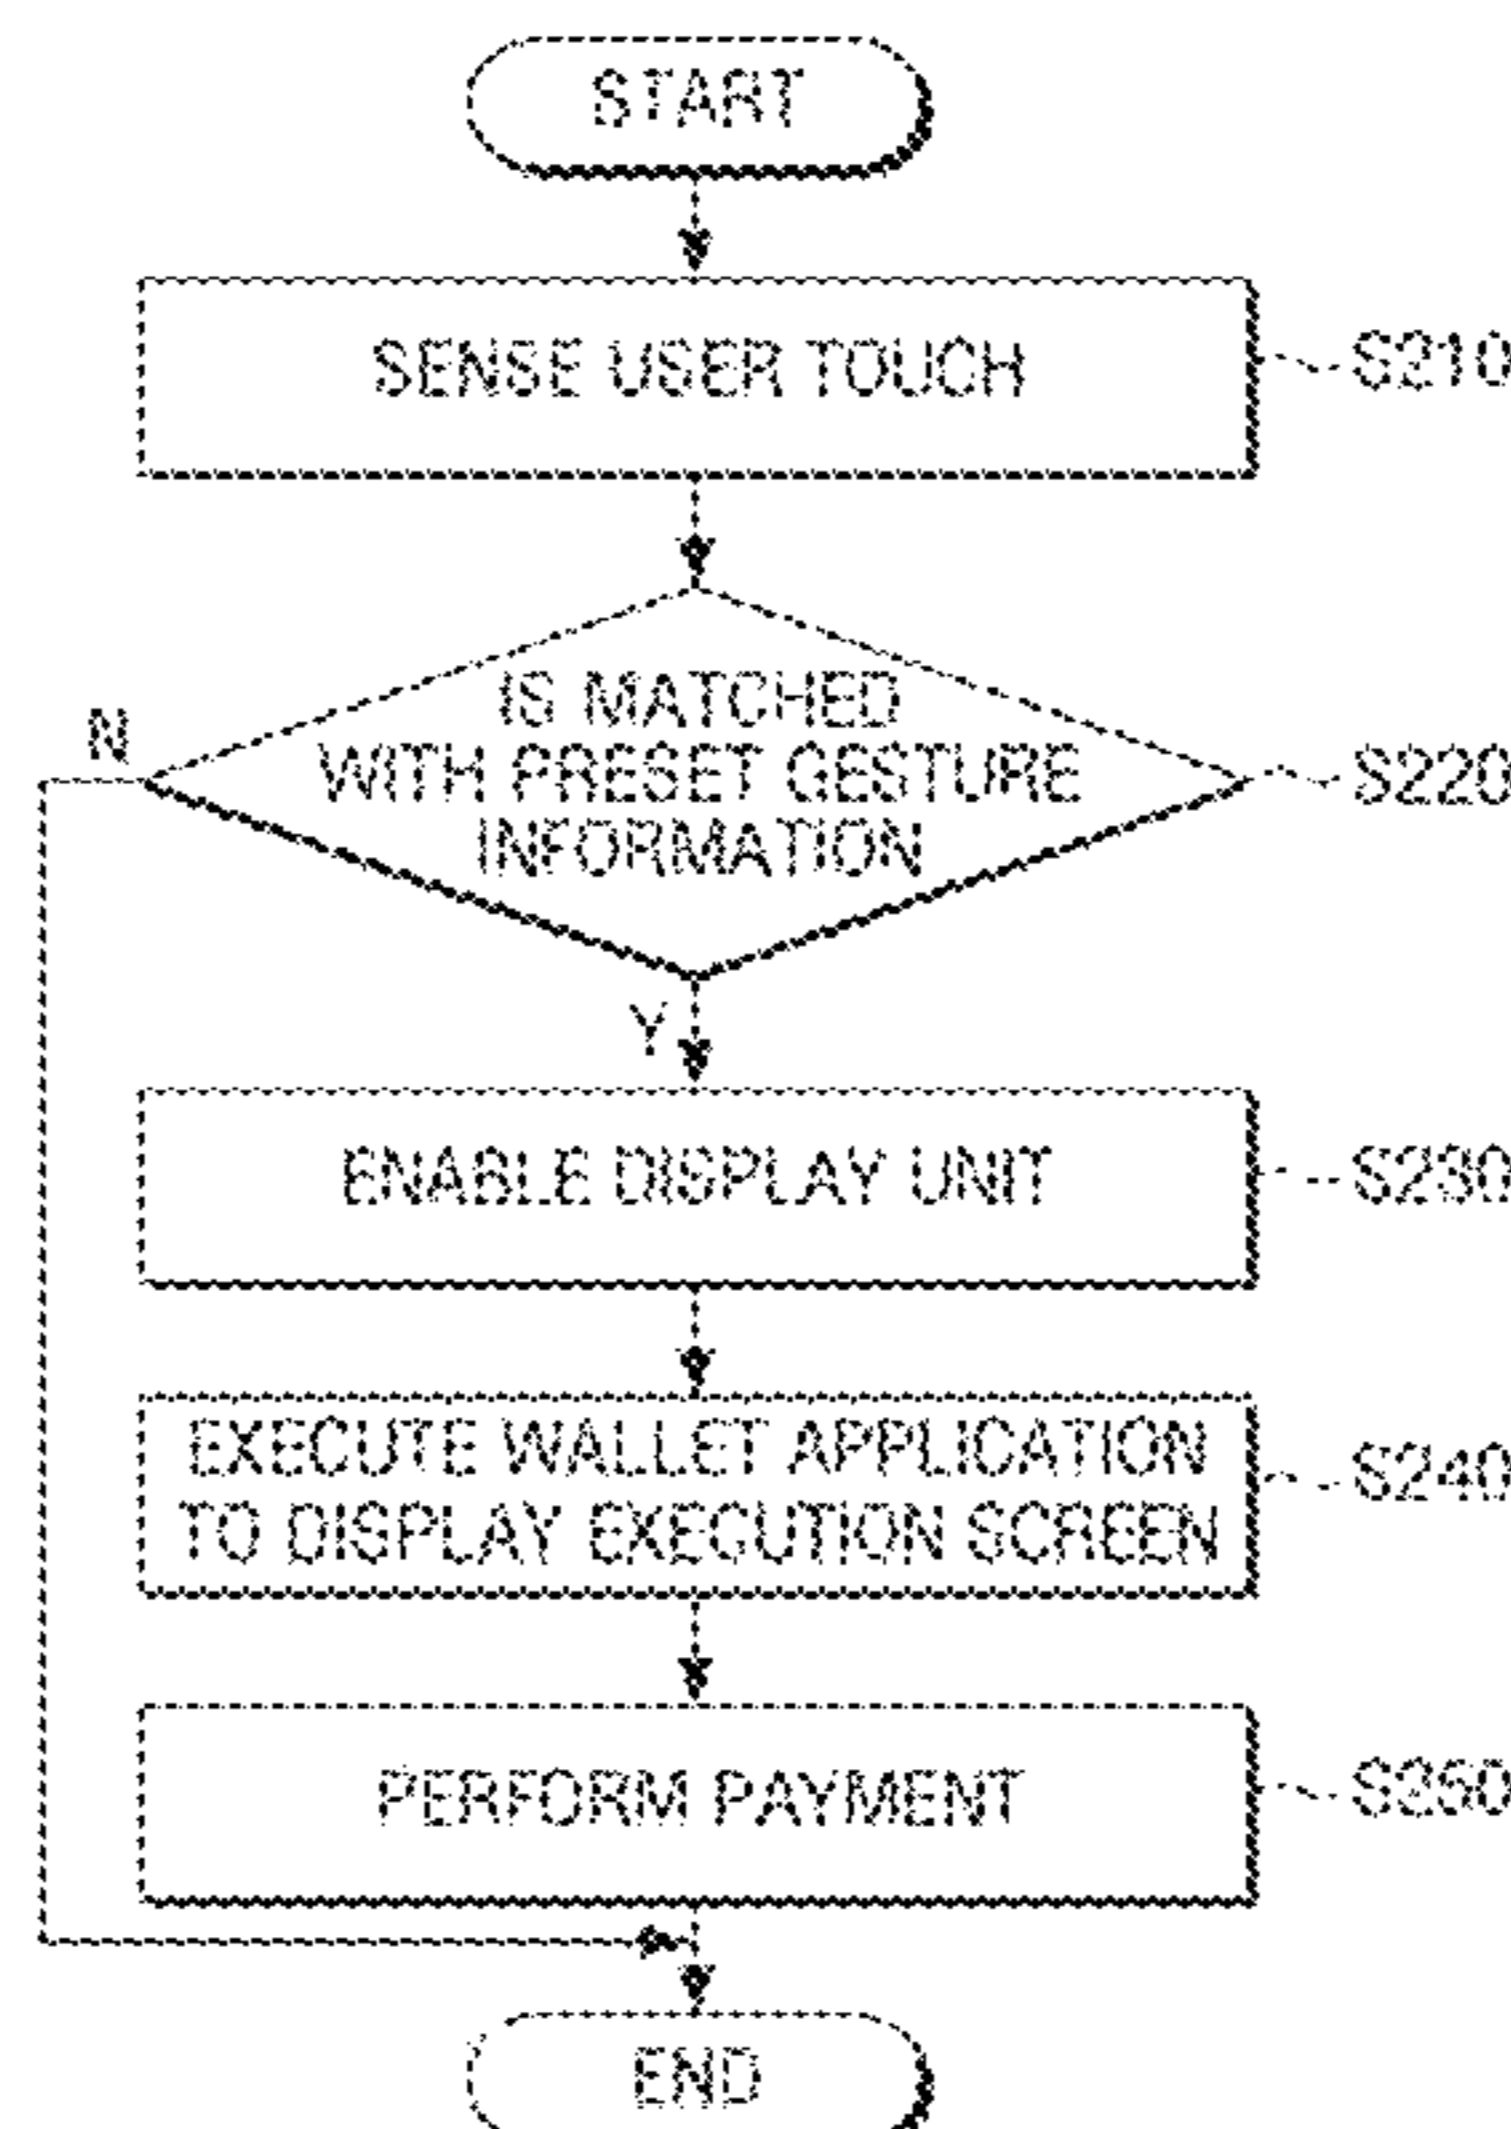 START
SENSE USER TOUCH
S210
IS MATCHED
WITH PRESET GESTURE
INFORMATION
N
S220
Y
ENABLE DISPLAY UNIT
S230
EXECUTE WALLET APPLICATION
TO DISPLAY EXECUTION SCREEN
S240
PERFORM PAYMENT
END